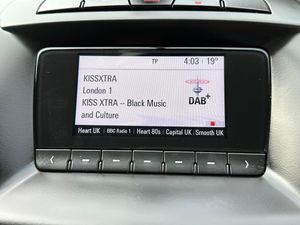 TP 4:03 19°
KISSXTRA
London 1
KISS XTRA -- Black Music
and Culture
DAB+
Heart UK | BBC Radio 1 | Heart 80s | Capital UK | Smooth UK